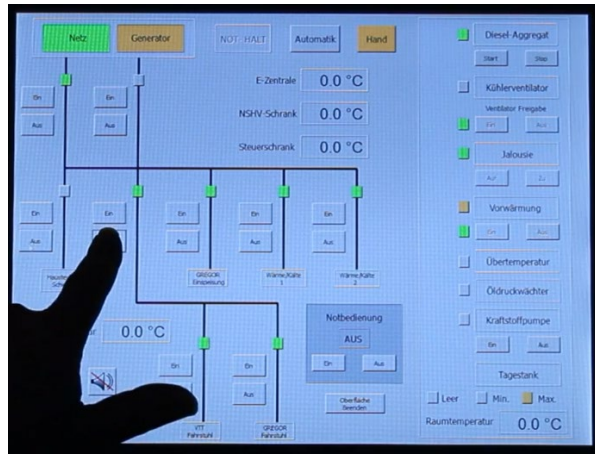 Netz
Generator
NOT- HALT
Automatik
Hand
E-Zentrale 0.0 °C
NSHV-Schrank 0.0 °C
Steuerschrank 0.0 °C
Ein
Ein
Aus
Aus
Ein
Ein
Ein
Ein
Aus
Aus
Aus
GREGOR
Einspeisung
Wärme/Kälte
1
Wärme/Kälte
2
0.0 °C
Ein
Ein
Aus
VTT
Fahrstuhl
GREGOR
Fahrstuhl
Notbedienung
AUS
Ein
Aus
Oberfläche
Beenden
Diesel-Aggregat
Start
Stop
Kühlerventilator
Ventilator Freigabe
Ein
Aus
Jalousie
Auf
Zu
Vorwärmung
Ein
Aus
Übertemperatur
Öldruckwächter
Kraftstoffpumpe
Ein
Aus
Tagestank
Leer
Min.
Max.
Raumtemperatur 0.0 °C